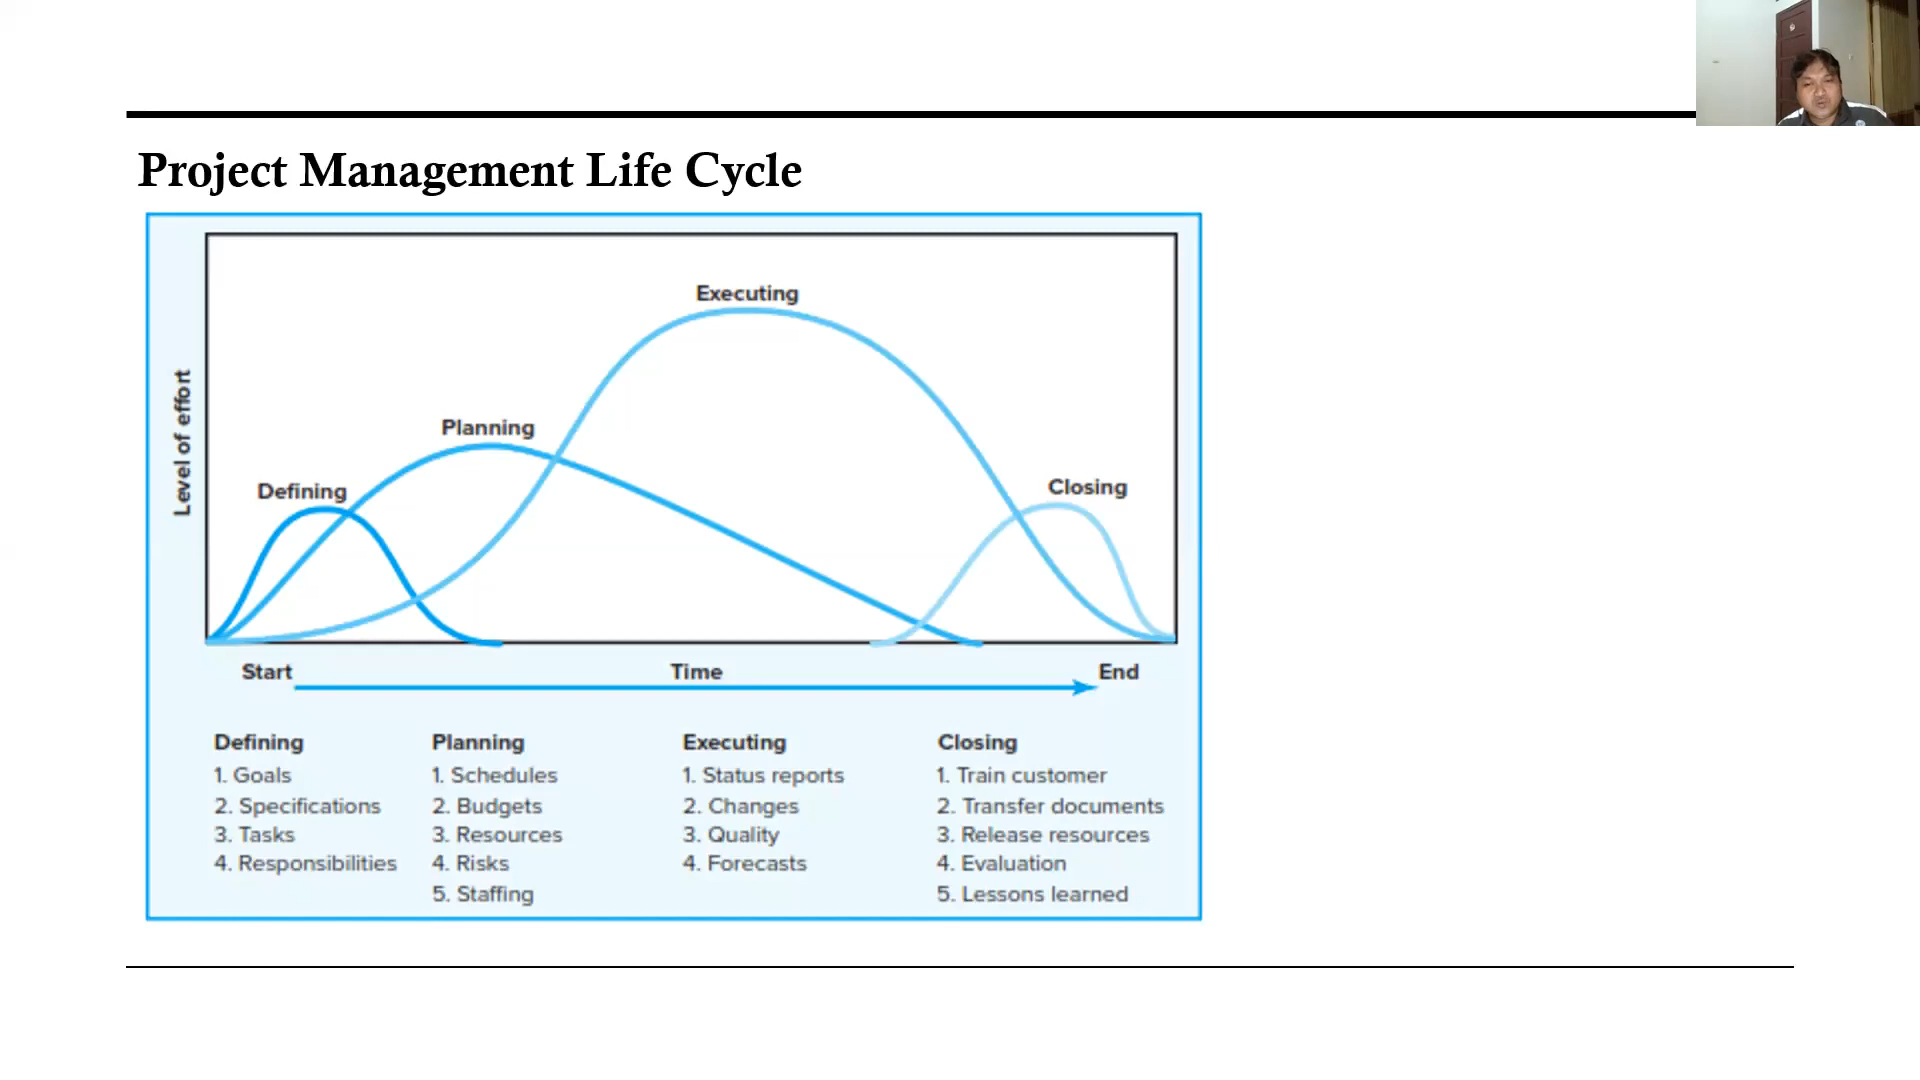 Project Management Life Cycle
Executing
Planning
Defining
Closing
Level of effort
Start
Time
End
Defining
1. Goals
2. Specifications
3. Tasks
4. Responsibilities
Planning
1. Schedules
2. Budgets
3. Resources
4. Risks
5. Staffing
Executing
1. Status reports
2. Changes
3. Quality
4. Forecasts
Closing
1. Train customer
2. Transfer documents
3. Release resources
4. Evaluation
5. Lessons learned